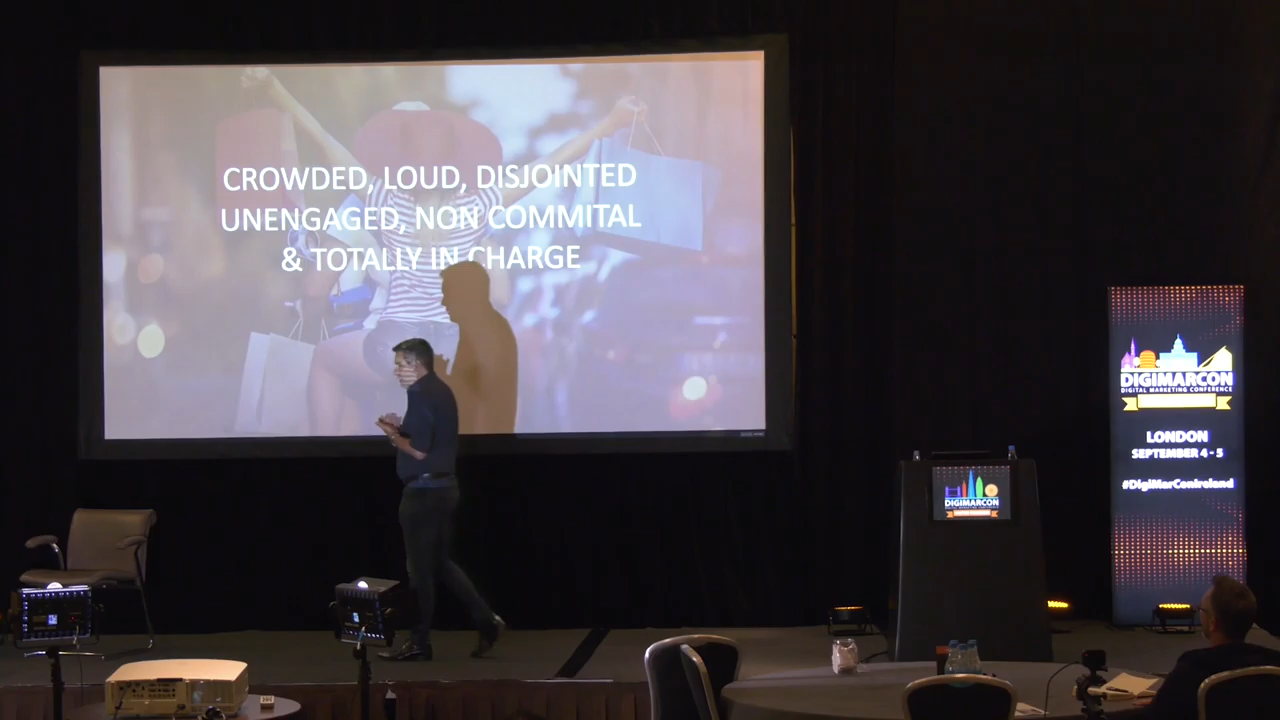 CROWDED, LOUD, DISJOINTED
UNENGAGED, NON COMMITAL
& TOTALLY IN CHARGE
DIGIMARCON
DIGITAL MARKETING CONFERENCE
LONDON
SEPTEMBER 4 - 5
#DigiMarConIreland
DIGIMARCON